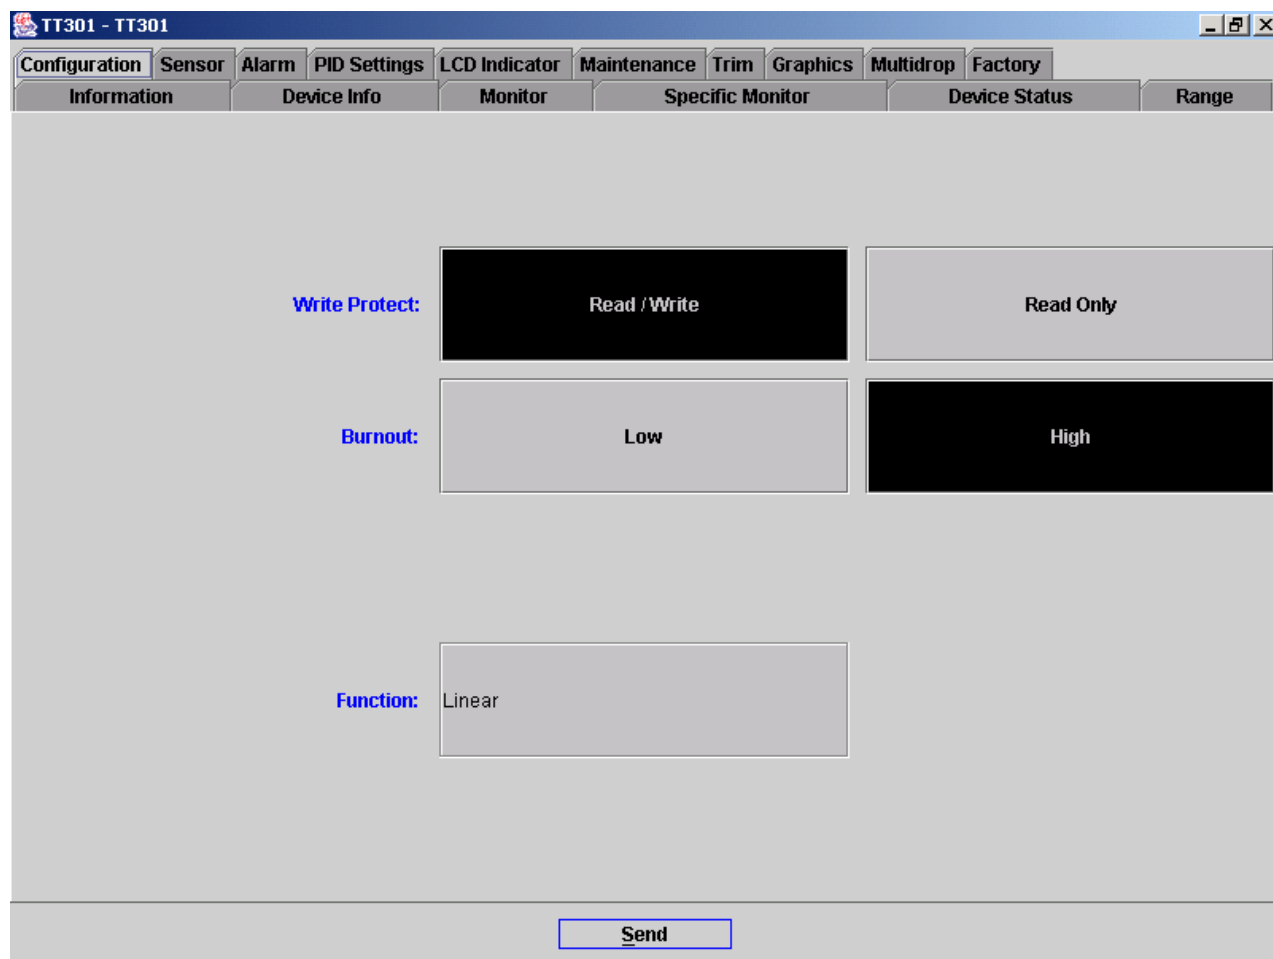 TT301 - TT301
Configuration Sensor Alarm PID Settings LCD Indicator Maintenance Trim Graphics Multidrop Factory
Information Device Info Monitor Specific Monitor Device Status Range
Write Protect: Read / Write Read Only
Burnout: Low High
Function: Linear
Send